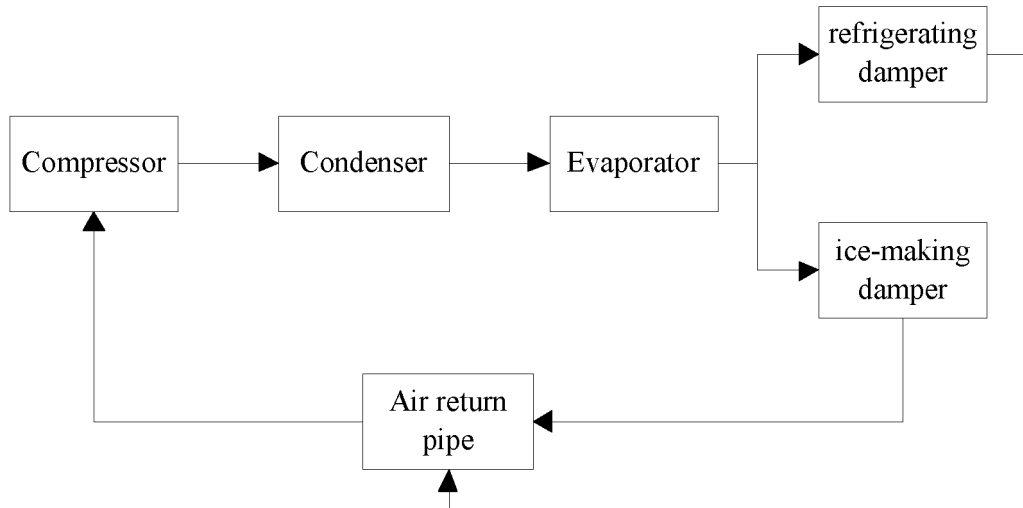 refrigerating
damper
Compressor
Condenser
Evaporator
ice-making
damper
Air return
pipe